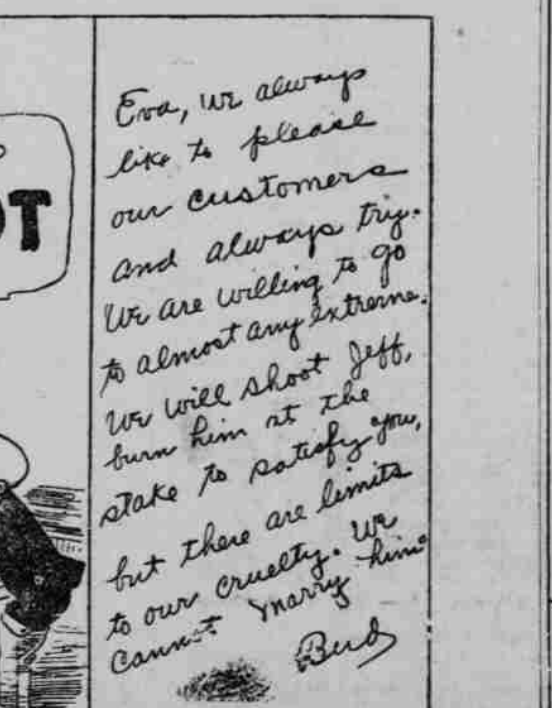 OT
Eva, we always
like to please
our customers
and always try.
We are willing to go
to almost any extreme.
We will shoot Jeff,
burn him at the
stake to satisfy you,
but there are limits
to our cruelty. We
cannot marry him.
Bud